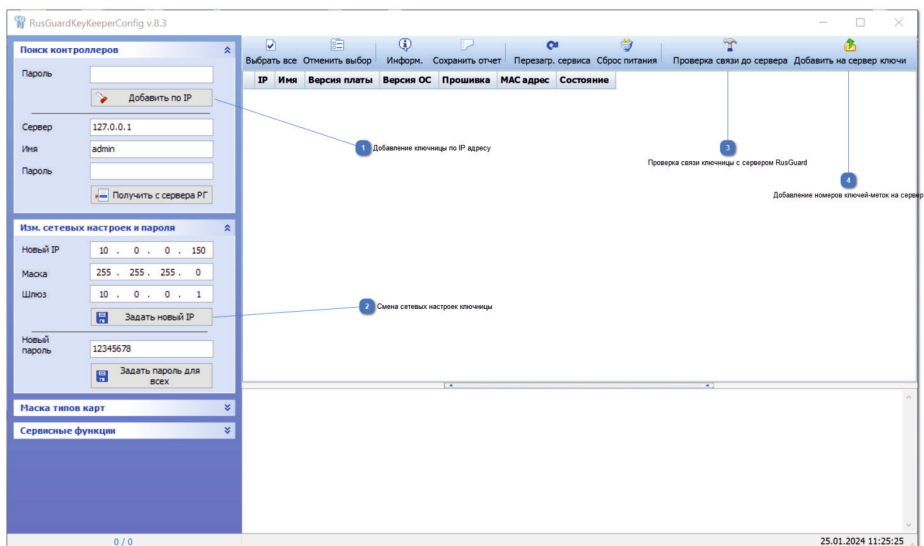 RusGuardKeyKeeperConfig v.8.3
Поиск контроллеров
Пароль
Добавить по IP
Сервер 127.0.0.1
Имя admin
Пароль
Получить с сервера РГ
Изм. сетевых настроек и пароля
Новый IP 10 . 0 . 0 . 150
Маска 255 . 255 . 255 . 0
Шлюз 10 . 0 . 0 . 1
Задать новый IP
Новый
пароль 12345678
Задать пароль для
всех
Маска типов карт
Сервисные функции
0 / 0
Выбрать все Отменить выбор Информ. Сохранить отчет Перезагр. сервиса Сброс питания Проверка связи до сервера Добавить на сервер ключи
IP Имя Версия платы Версия ОС Прошивка MAC адрес Состояние
1 Добавление ключницы по IP адресу
3
Проверка связи ключницы с сервером RusGuard
4
Добавление номеров ключей-меток на сервер
2 Смена сетевых настроек ключницы
25.01.2024 11:25:25